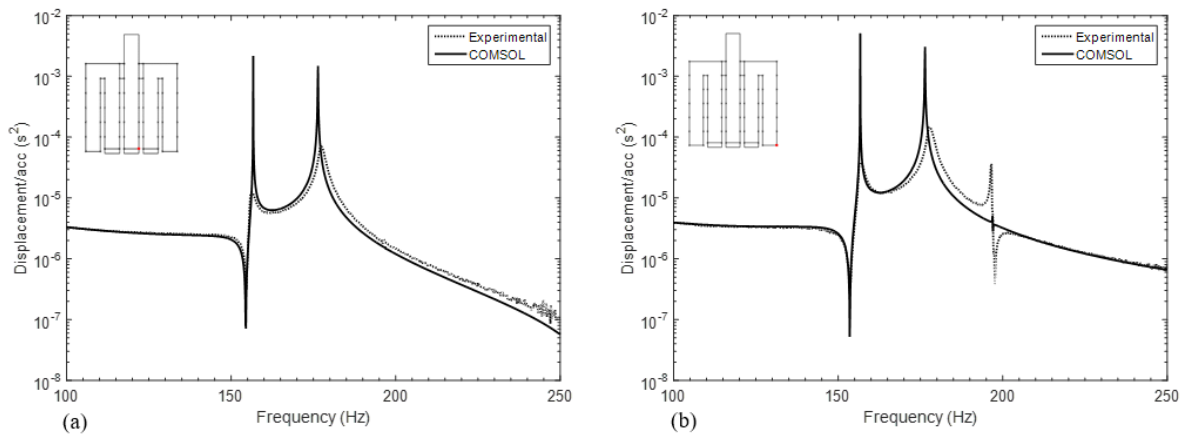 10⁻²
10⁻³
10⁻⁴
10⁻⁵
10⁻⁶
10⁻⁷
10⁻⁸
Displacement/acc (s²)
Experimental
COMSOL
100 150 200 250
Frequency (Hz)
(a)
10⁻²
10⁻³
10⁻⁴
10⁻⁵
10⁻⁶
10⁻⁷
10⁻⁸
Displacement/acc (s²)
Experimental
COMSOL
100 150 200 250
Frequency (Hz)
(b)